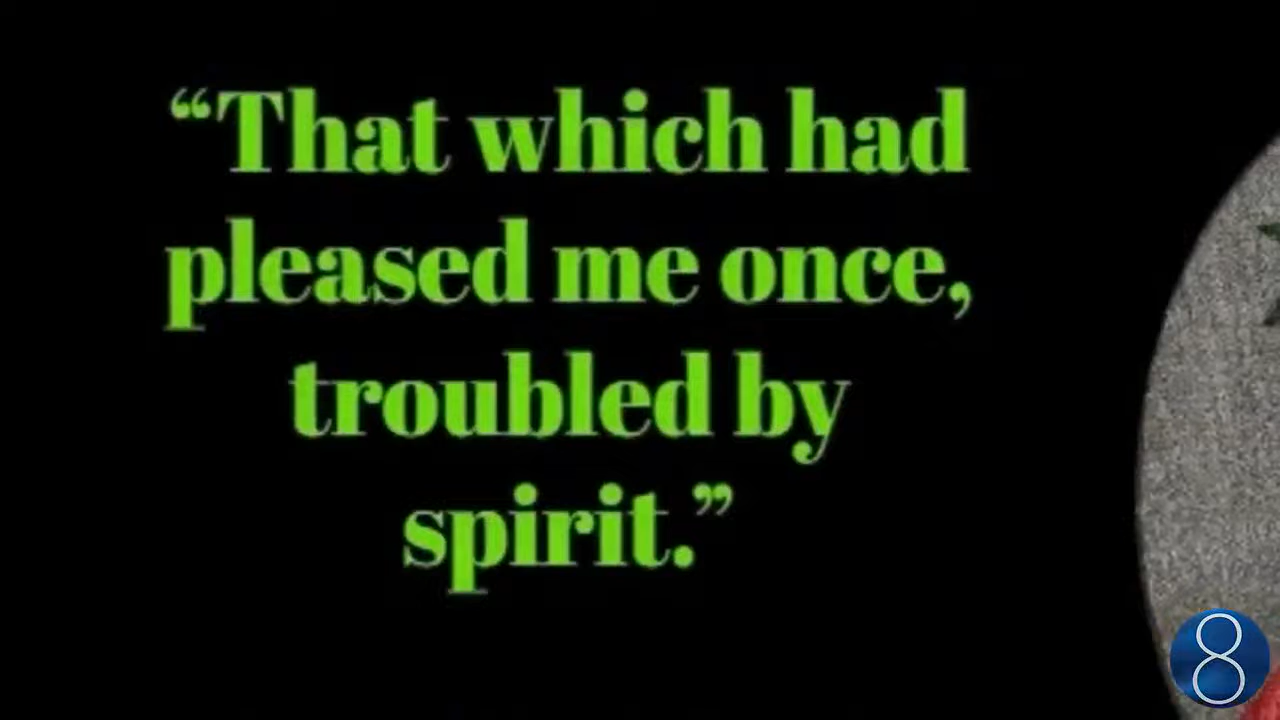 “That which had
pleased me once,
troubled by
spirit.”
8